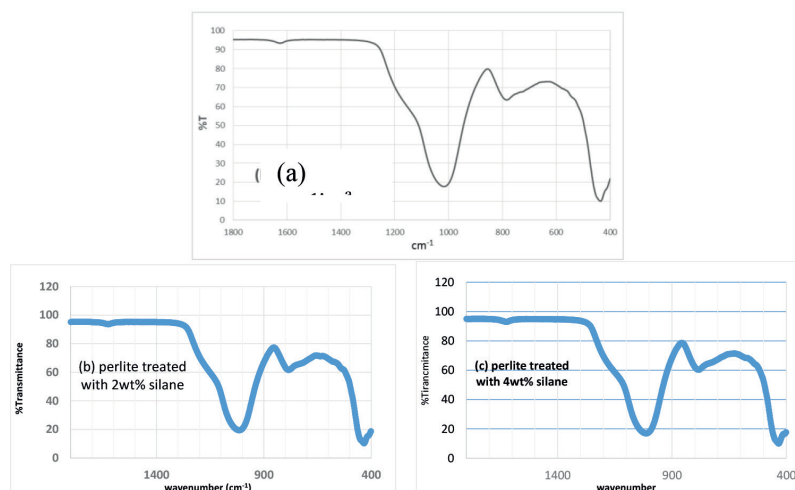 100
90
80
70
60
50
40
30
20
10
0
%T
(a)
1800 1600 1400 1200 1000 800 600 400
cm⁻¹
120
100
80
60
40
20
0
%Transmittance
(b) perlite treated
with 2wt% silane
1400 900 400
wavenumber (cm⁻¹)
120
100
80
60
40
20
0
%Tirancmitance
(c) perlite treated
with 4wt% silane
1400 900 400
wavenumber